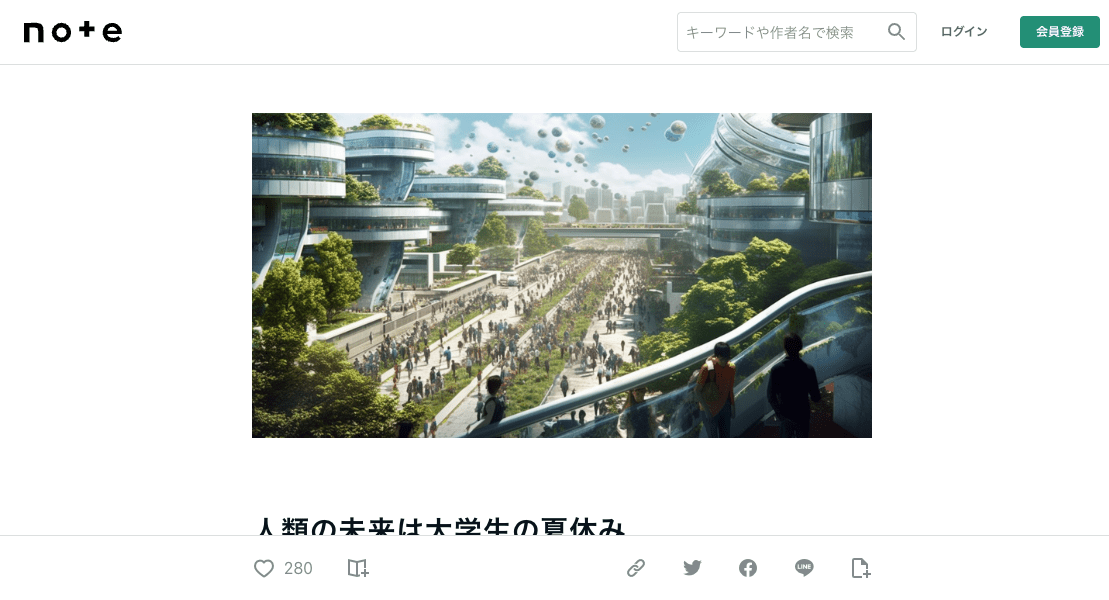 note
キーワードや作者名で検索
ログイン
会員登録
人類の未来は大学生の夏休み
280
LINE